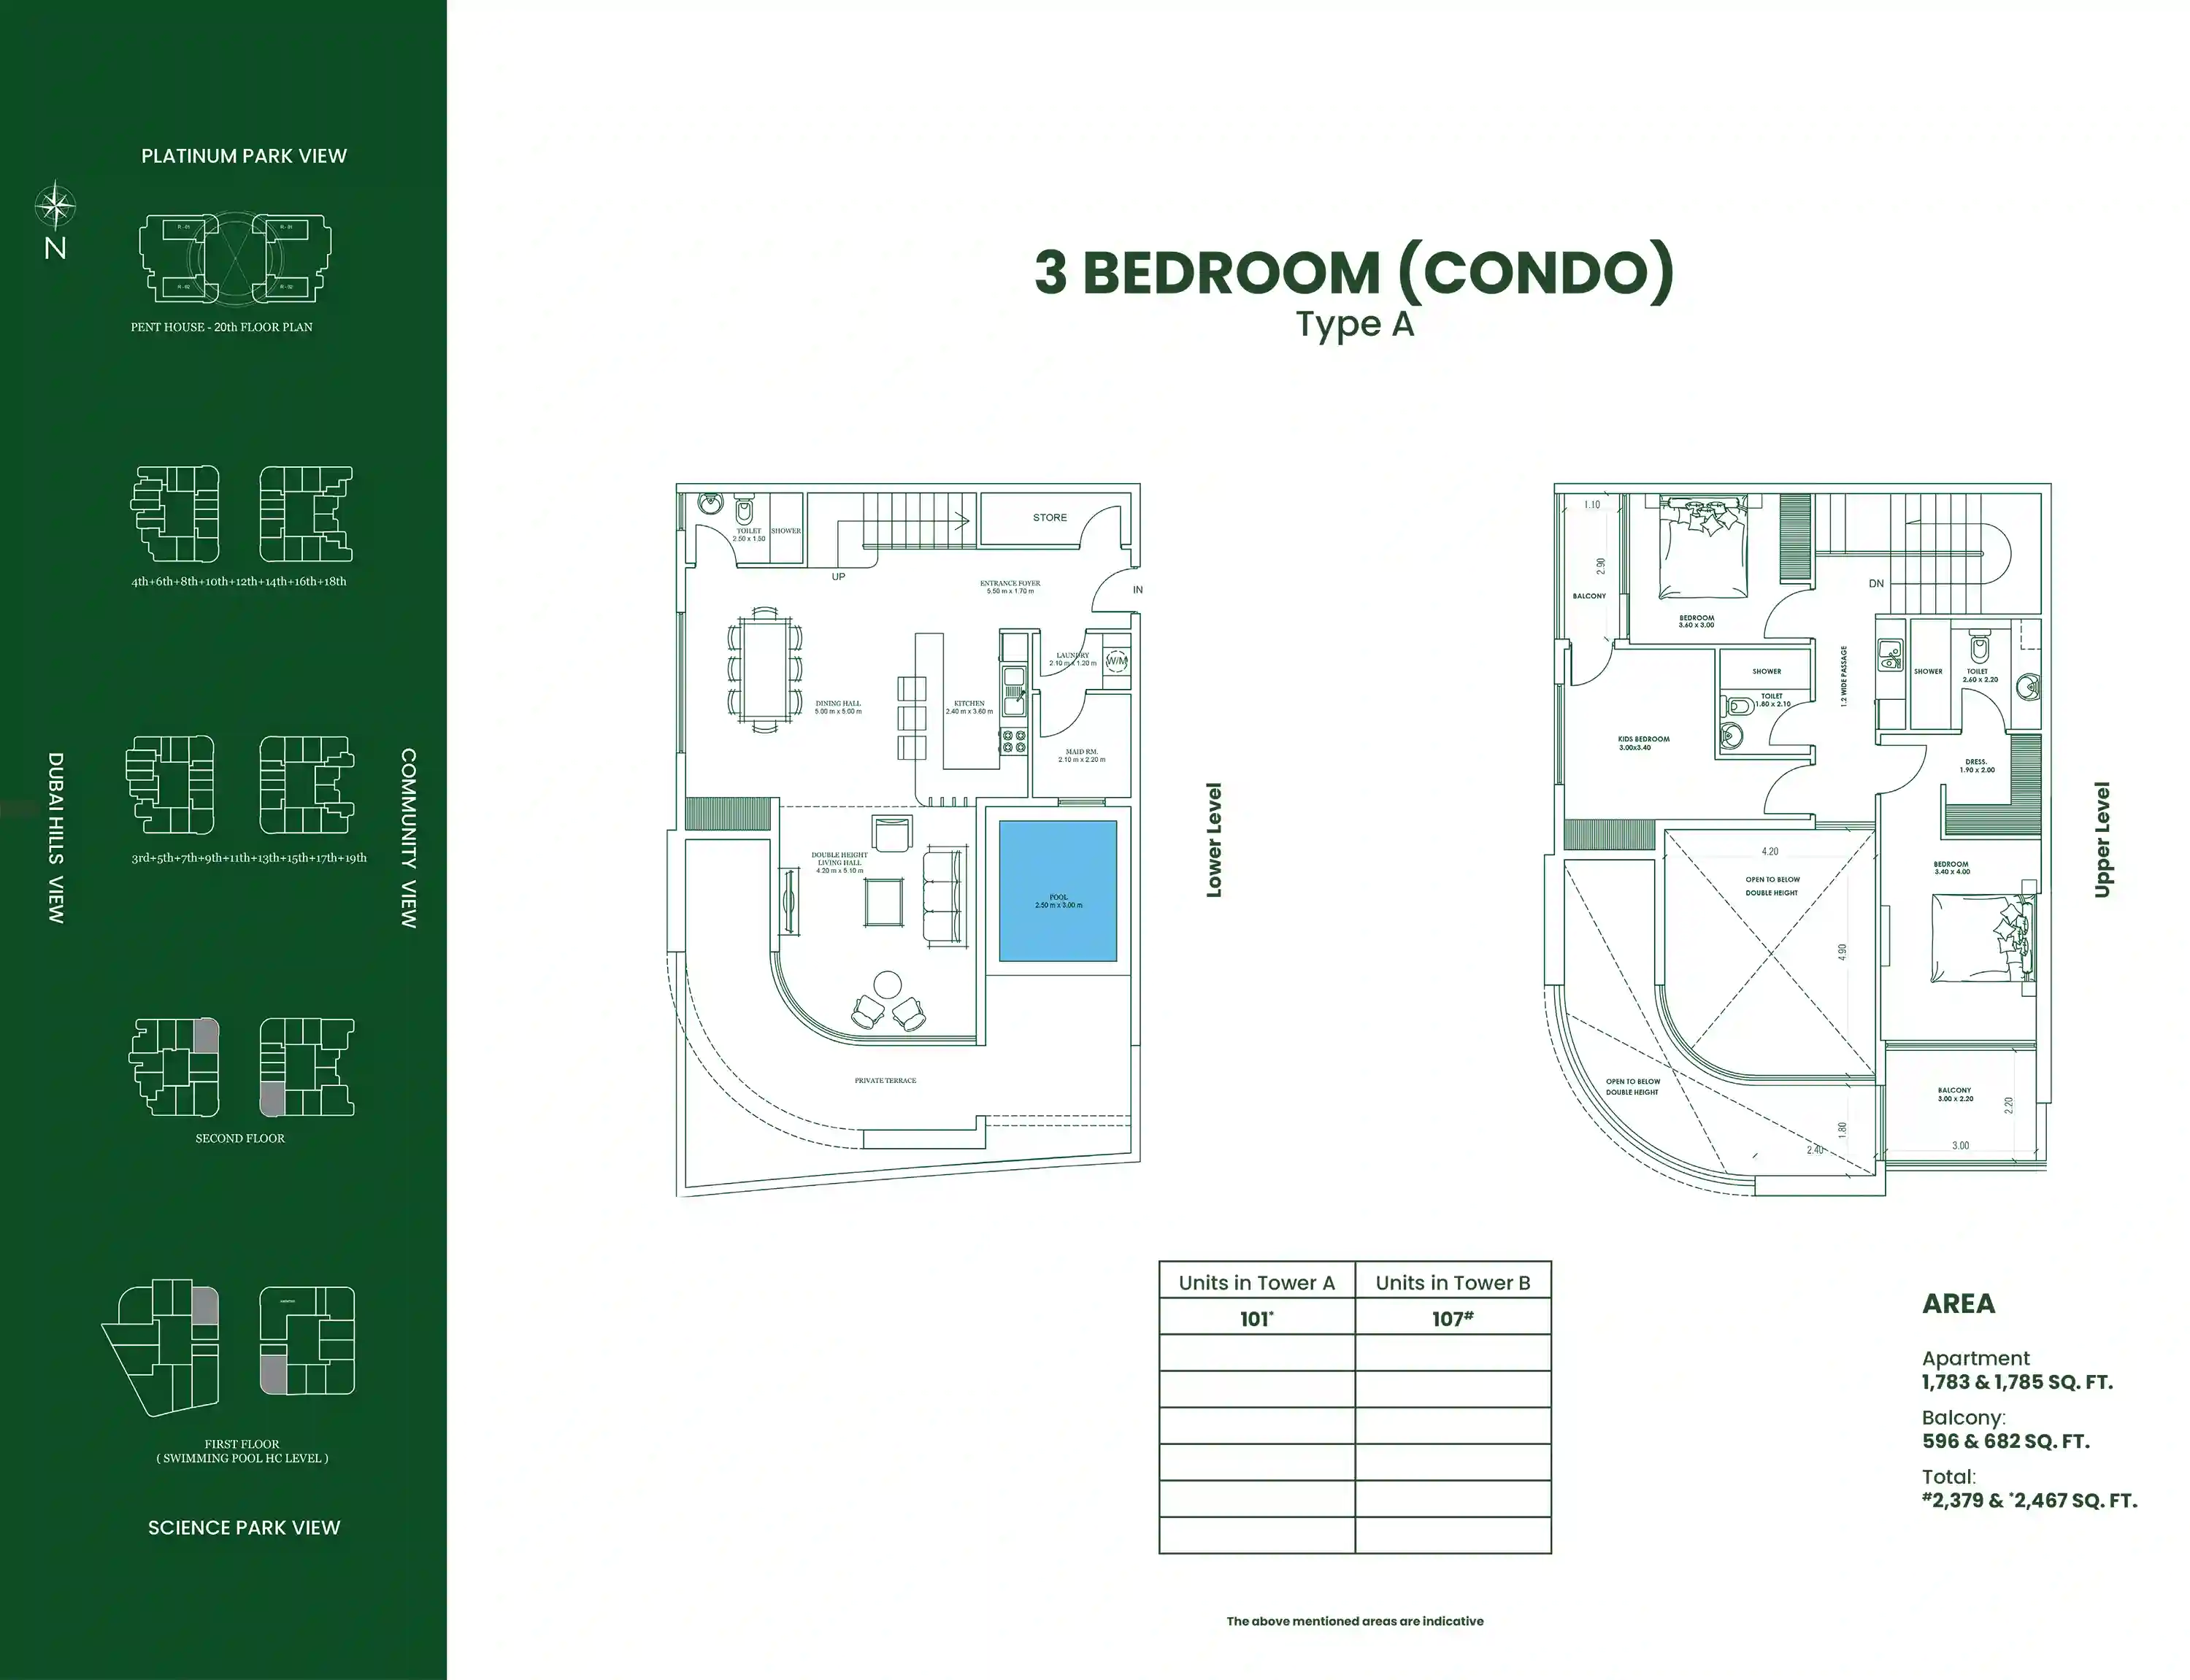 PLATINUM PARK VIEW
N
R - 01
R - 01
R - 02
R - 02
PENT HOUSE - 20th FLOOR PLAN
4th+6th+8th+10th+12th+14th+16th+18th
3rd+5th+7th+9th+11th+13th+15th+17th+19th
DUBAI HILLS VIEW
COMMUNITY VIEW
SECOND FLOOR
FIRST FLOOR
( SWIMMING POOL HC LEVEL )
SCIENCE PARK VIEW
3 BEDROOM (CONDO)
Type A
TOILET
2.50 x 1.50
SHOWER
STORE
UP
ENTRANCE FOYER
5.50 m x 1.70 m
IN
LAUNDRY
2.10 m x 1.20 m
W/M
DINING HALL
5.00 m x 5.00 m
KITCHEN
2.40 m x 3.60 m
MAID RM.
2.10 m x 2.20 m
DOUBLE HEIGHT
LIVING HALL
4.20 m x 5.10 m
POOL
2.50 m x 3.00 m
PRIVATE TERRACE
Lower Level
1.10
2.90
BALCONY
BEDROOM
3.60 x 3.00
DN
SHOWER
TOILET
1.80 x 2.10
1.2 WIDE PASSAGE
SHOWER
TOILET
2.60 x 2.20
KIDS BEDROOM
3.00x3.40
DRESS.
1.90 x 2.00
4.20
OPEN TO BELOW
DOUBLE HEIGHT
4.90
BEDROOM
3.40 x 4.00
OPEN TO BELOW
DOUBLE HEIGHT
1.80
2.40
BALCONY
3.00 x 2.20
2.20
3.00
Upper Level
Units in Tower A
Units in Tower B
101*
107#
AREA
Apartment
1,783 & 1,785 SQ. FT.
Balcony:
596 & 682 SQ. FT.
Total:
#2,379 & *2,467 SQ. FT.
The above mentioned areas are indicative